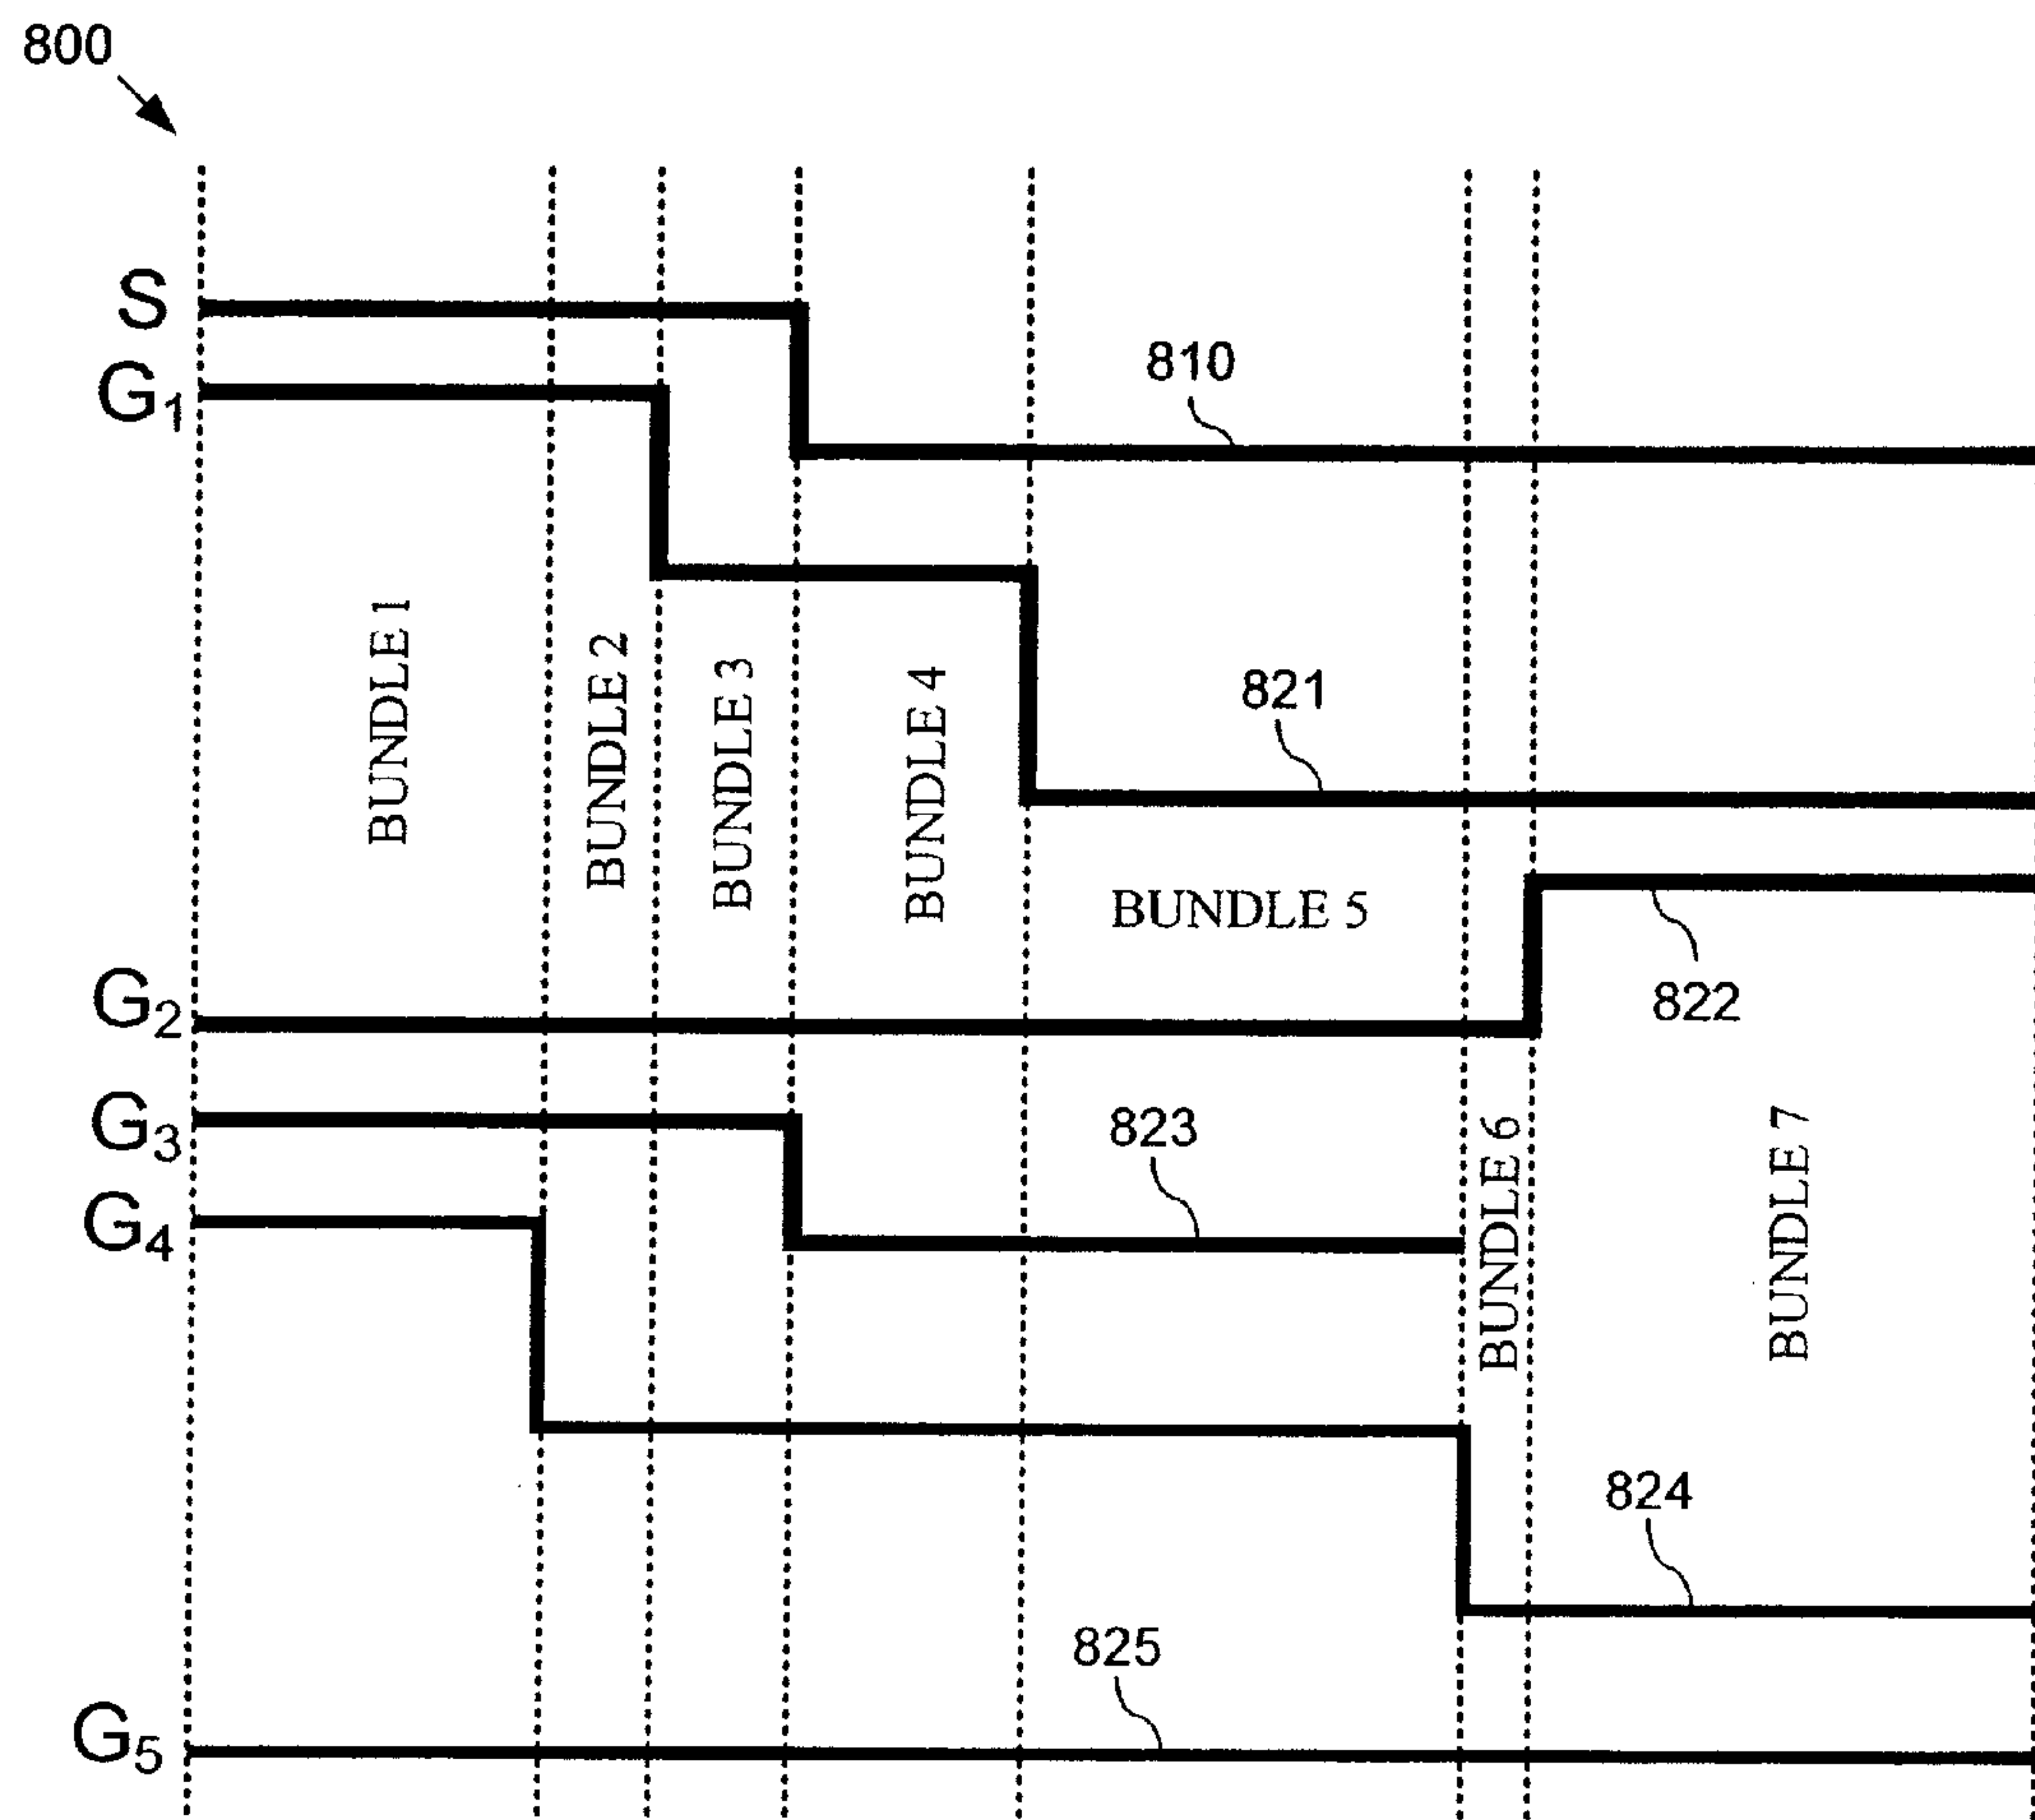 800
S
G1
810
BUNDLE 1
BUNDLE 2
BUNDLE 3
BUNDLE 4
821
BUNDLE 5
G2
822
G3
823
G4
BUNDLE 6
BUNDLE 7
824
825
G5